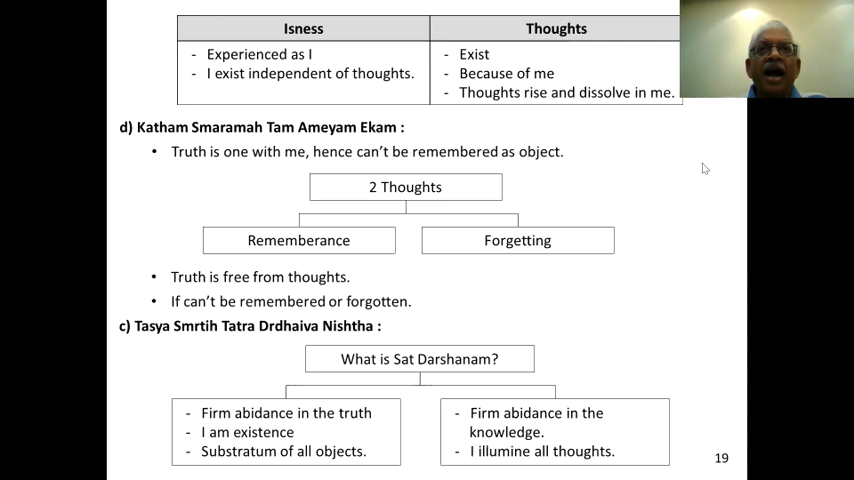 Isness
Thoughts
- Experienced as I
- I exist independent of thoughts.
- Exist
- Because of me
- Thoughts rise and dissolve in me.
d) Katham Smaramah Tam Ameyam Ekam :
• Truth is one with me, hence can't be remembered as object.
2 Thoughts
Rememberance
Forgetting
• Truth is free from thoughts.
• If can't be remembered or forgotten.
c) Tasya Smrtih Tatra Drdhaiva Nishtha :
What is Sat Darshanam?
- Firm abidance in the truth
- I am existence
- Substratum of all objects.
- Firm abidance in the
knowledge.
- I illumine all thoughts.
19